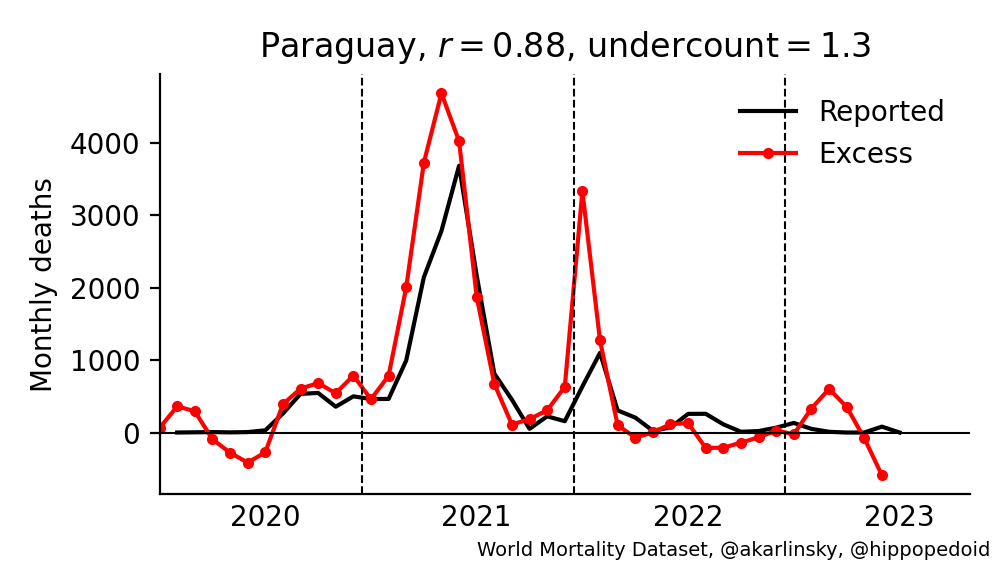 Paraguay, r = 0.88, undercount = 1.3
Reported
Excess
Monthly deaths
4000
3000
2000
1000
0
2020 2021 2022 2023
World Mortality Dataset, @akarlinsky, @hippopedoid